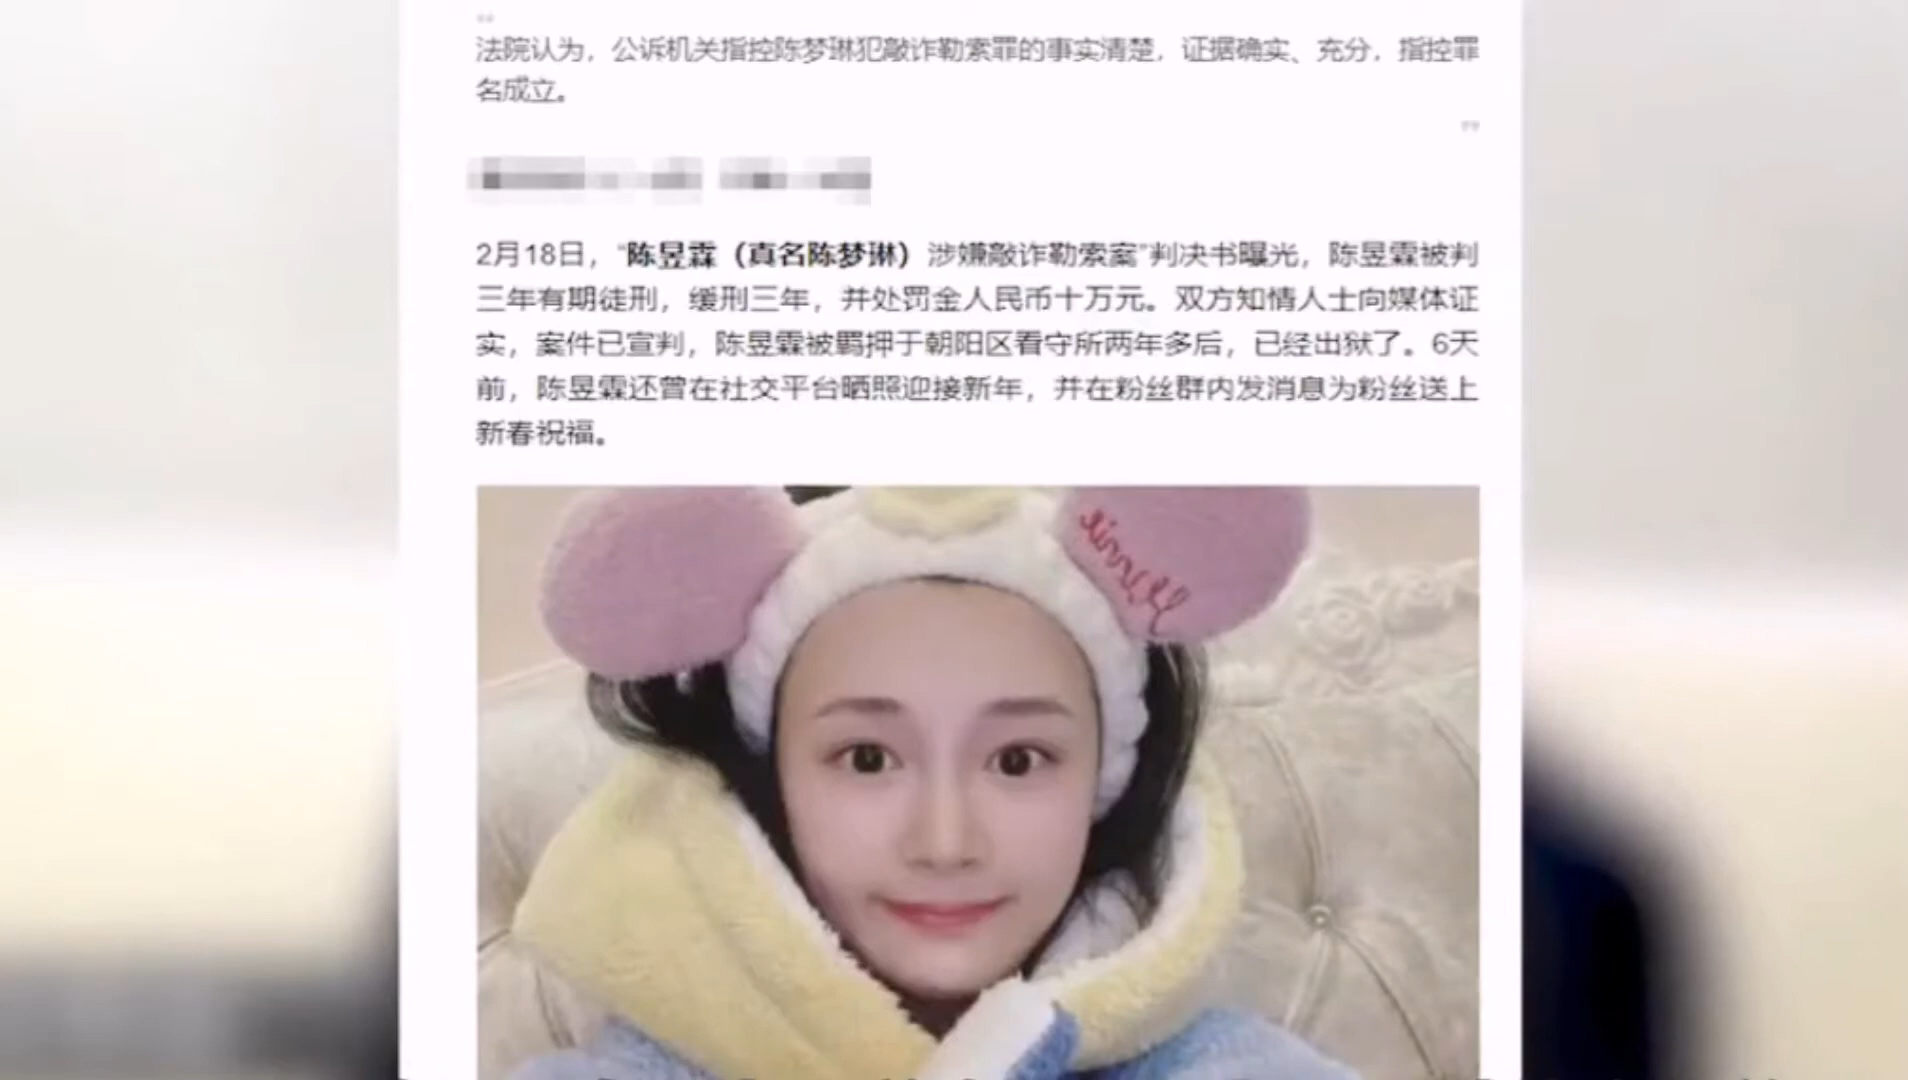 法院认为，公诉机关指控陈梦琳犯敲诈勒索罪的事实清楚，证据确实、充分，指控罪
名成立。
2月18日，“陈昱霖（真名陈梦琳）涉嫌敲诈勒索案”判决书曝光，陈昱霖被判
三年有期徒刑，缓刑三年，并处罚金人民币十万元。双方知情人士向媒体证
实，案件已宣判，陈昱霖被羁押于朝阳区看守所两年多后，已经出狱了。6天
前，陈昱霖还曾在社交平台晒照迎接新年，并在粉丝群内发消息为粉丝送上
新春祝福。